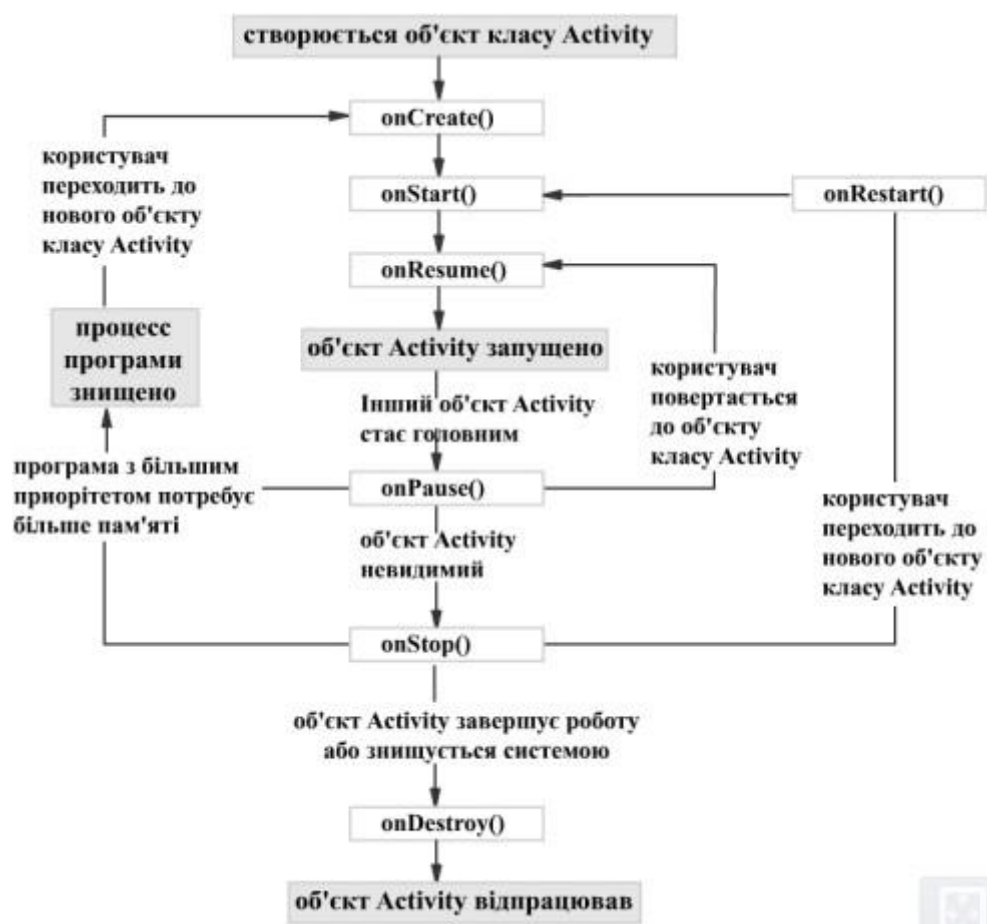 створюється об'єкт класу Activity
onCreate()
користувач
переходить до
нового об'єкту
класу Activity
onStart()
onRestart()
onResume()
процесс
програми
знищено
об'єкт Activity запущено
користувач
повертається
до об'єкту
класу Activity
Інший об'єкт Activity
стає головним
програма з більшим
приорітетом потребує
більше пам'яті
onPause()
користувач
переходить до
нового об'єкту
класу Activity
об'єкт Activity
невидимий
onStop()
об'єкт Activity завершує роботу
або знищується системою
onDestroy()
об'єкт Activity відпрацював